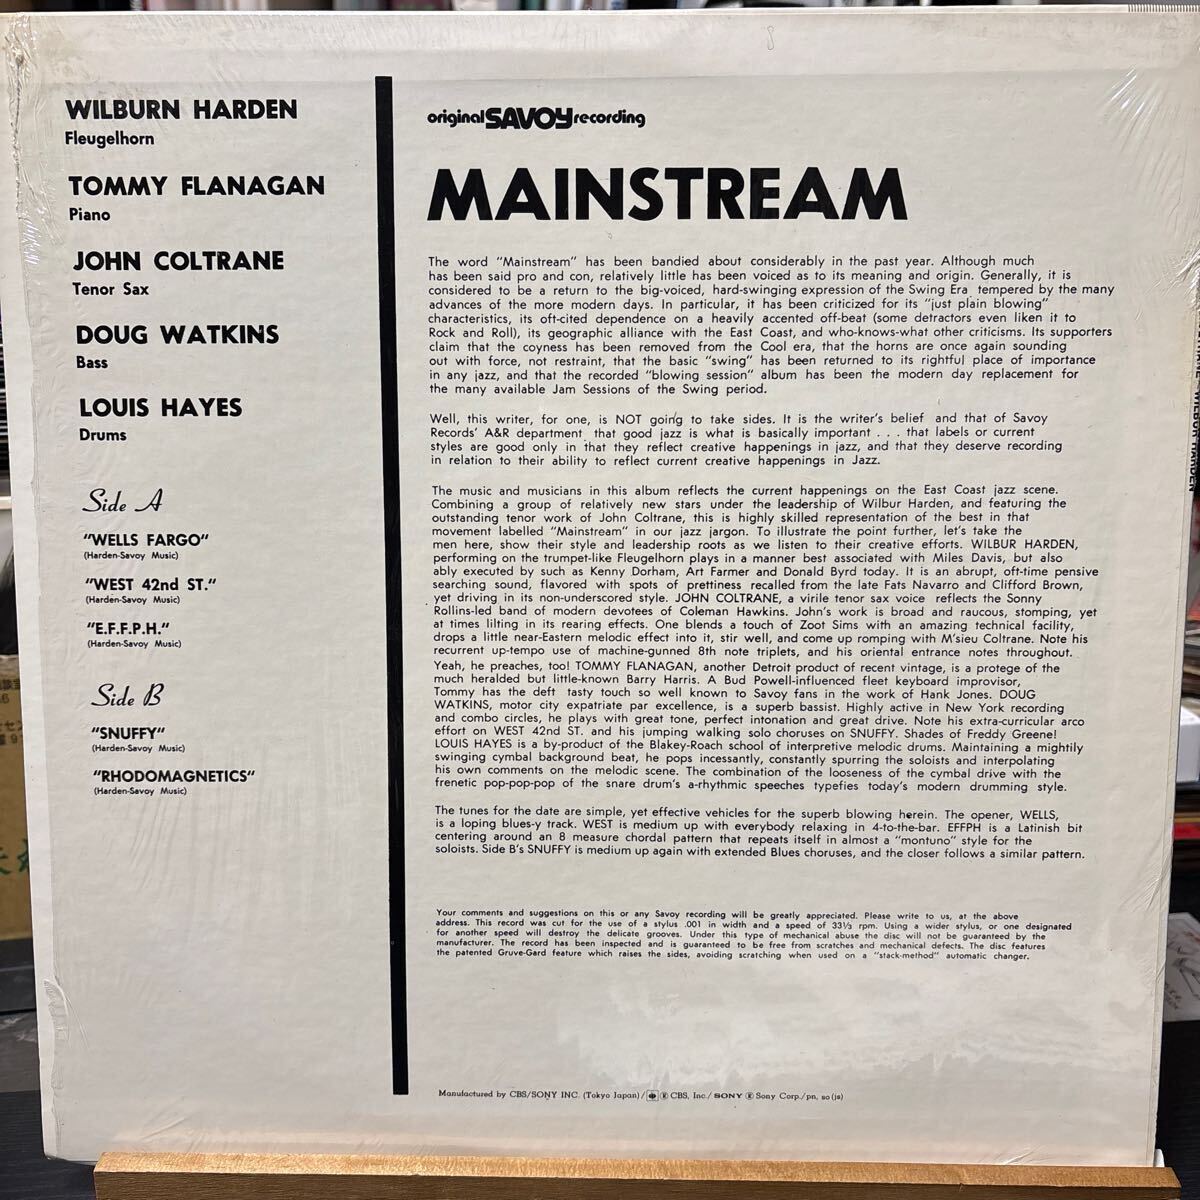 WILBURN HARDEN
Fleugelhorn
TOMMY FLANAGAN
Piano
JOHN COLTRANE
Tenor Sax
DOUG WATKINS
Bass
LOUIS HAYES
Drums
Side A
"WELLS FARGO"
(Harden-Savoy Music)
"WEST 42nd ST."
(Harden-Savoy Music)
"E.F.F.P.H."
(Harden-Savoy Music)
Side B
"SNUFFY"
(Harden-Savoy Music)
"RHODOMAGNETICS"
(Harden-Savoy Music)
original SAVOY recording
MAINSTREAM
The word "Mainstream" has been bandied about considerably in the past year. Although much
has been said pro and con, relatively little has been voiced as to its meaning and origin. Generally, it is
considered to be a return to the big-voiced, hard-swinging expression of the Swing Era tempered by the many
advances of the more modern days. In particular, it has been criticized for its "just plain blowing"
characteristics, its oft-cited dependence on a heavily accented off-beat (some detractors even liken it to
Rock and Roll), its geographic alliance with the East Coast, and who-knows-what other criticisms. Its supporters
claim that the coyness has been removed from the Cool era, that the horns are once again sounding
out with force, not restraint, that the basic "swing" has been returned to its rightful place of importance
in any jazz, and that the recorded "blowing session" album has been the modern day replacement for
the many available Jam Sessions of the Swing period.
Well, this writer, for one, is NOT going to take sides. It is the writer's belief and that of Savoy
Records' A&R department that good jazz is what is basically important . . . that labels or current
styles are good only in that they reflect creative happenings in jazz, and that they deserve recording
in relation to their ability to reflect current creative happenings in Jazz.
The music and musicians in this album reflects the current happenings on the East Coast jazz scene.
Combining a group of relatively new stars under the leadership of Wilbur Harden, and featuring the
outstanding tenor work of John Coltrane, this is highly skilled representation of the best in that
movement labelled "Mainstream" in our jazz jargon. To illustrate the point further, let's take the
men here, show their style and leadership roots as we listen to their creative efforts. WILBUR HARDEN,
performing on the trumpet-like Fleugelhorn plays in a manner best associated with Miles Davis, but also
ably executed by such as Kenny Dorham, Art Farmer and Donald Byrd today. It is an abrupt, oft-time pensive
searching sound, flavored with spots of prettiness recalled from the late Fats Navarro and Clifford Brown,
yet driving in its non-underscored style. JOHN COLTRANE, a virile tenor sax voice reflects the Sonny
Rollins-led band of modern devotees of Coleman Hawkins. John's work is broad and raucous, stomping, yet
at times lilting in its rearing effects. One blends a touch of Zoot Sims with an amazing technical facility,
drops a little near-Eastern melodic effect into it, stir well, and come up romping with M'sieu Coltrane. Note his
recurrent up-tempo use of machine-gunned 8th note triplets, and his oriental entrance notes throughout.
Yeah, he preaches, too! TOMMY FLANAGAN, another Detroit product of recent vintage, is a protege of the
much heralded but little-known Barry Harris. A Bud Powell-influenced fleet keyboard improvisor,
Tommy has the deft tasty touch so well known to Savoy fans in the work of Hank Jones. DOUG
WATKINS, motor city expatriate par excellence, is a superb bassist. Highly active in New York recording
and combo circles, he plays with great tone, perfect intonation and great drive. Note his extra-curricular arco
effort on WEST 42nd ST. and his jumping walking solo choruses on SNUFFY. Shades of Freddy Greene!
LOUIS HAYES is a by-product of the Blakey-Roach school of interpretive melodic drums. Maintaining a mightily
swinging cymbal background beat, he pops incessantly, constantly spurring the soloists and interpolating
his own comments on the melodic scene. The combination of the looseness of the cymbal drive with the
frenetic pop-pop-pop of the snare drum's a-rhythmic speeches typefies today's modern drumming style.
The tunes for the date are simple, yet effective vehicles for the superb blowing herein. The opener, WELLS,
is a loping blues-y track. WEST is medium up with everybody relaxing in 4-to-the-bar. EFFPH is a Latinish bit
centering around an 8 measure chordal pattern that repeats itself in almost a "montuno" style for the
soloists. Side B's SNUFFY is medium up again with extended Blues choruses, and the closer follows a similar pattern.
Your comments and suggestions on this or any Savoy recording will be greatly appreciated. Please write to us, at the above
address. This record was cut for the use of a stylus .001 in width and a speed of 33⅓ rpm. Using a wider stylus, or one designated
for another speed will destroy the delicate grooves. Under this type of mechanical abuse the disc will not be guaranteed by the
manufacturer. The record has been inspected and is guaranteed to be free from scratches and mechanical defects. The disc features
the patented Gruve-Gard feature which raises the sides, avoiding scratching when used on a "stack-method" automatic changer.
Manufactured by CBS/SONY INC. (Tokyo Japan)/ ® CBS, Inc./ SONY ® Sony Corp./pn, so (js)